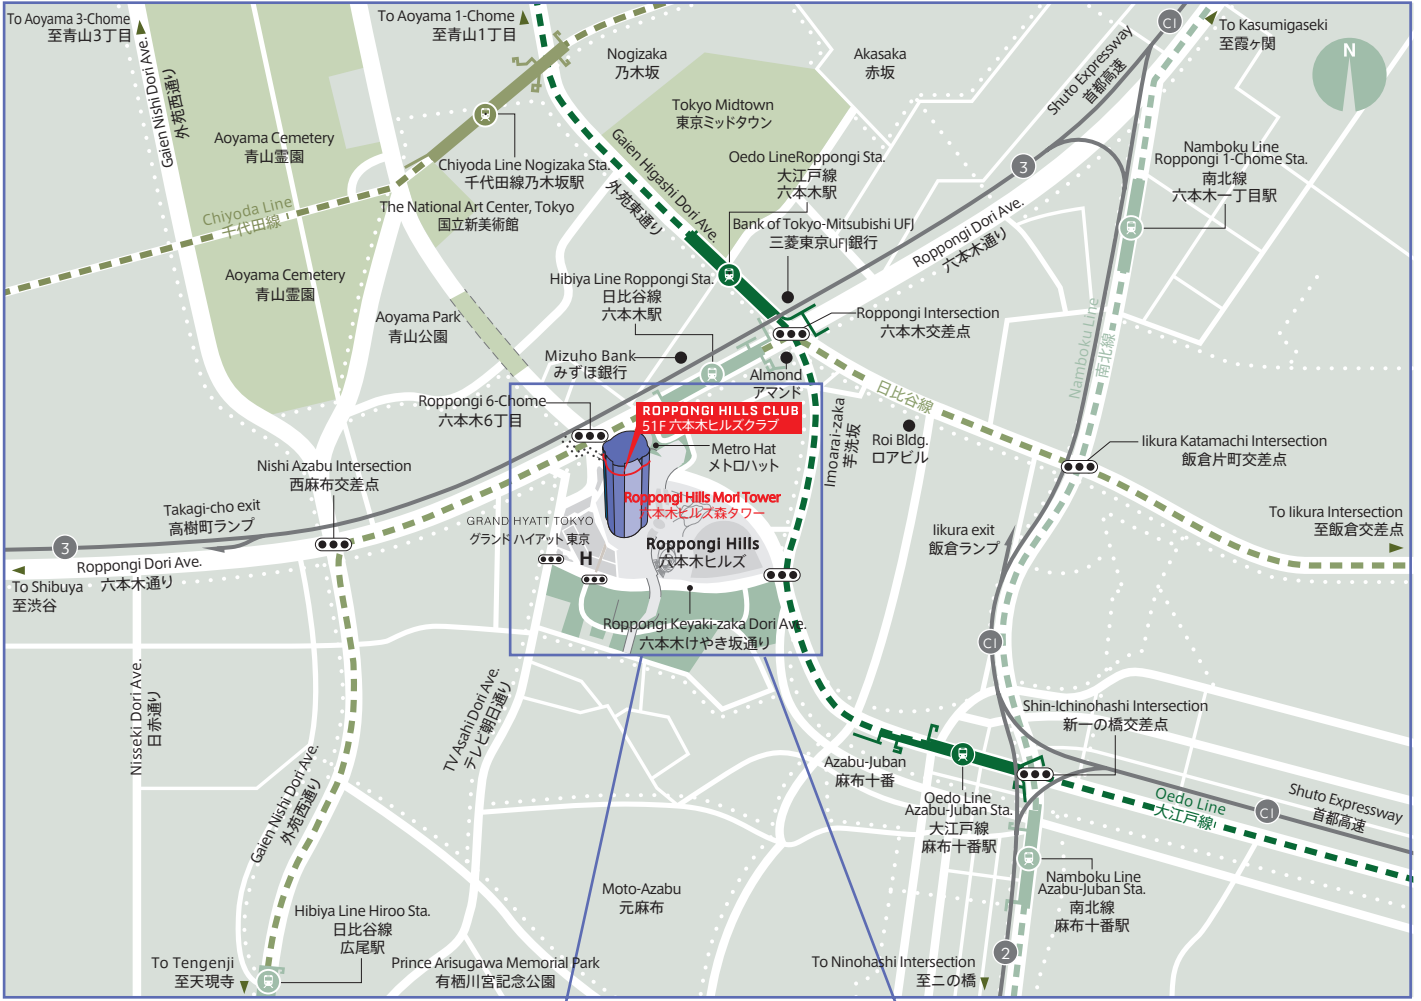 To Aoyama 3-Chome
至青山3丁目
To Aoyama 1-Chome
至青山1丁目
Gaien Nishi Dori Ave.
外苑西通り
Nogizaka
乃木坂
Akasaka
赤坂
Shuto Expressway
首都高速
C1
To Kasumigaseki
至霞ヶ関
N
Tokyo Midtown
東京ミッドタウン
Aoyama Cemetery
青山霊園
Gaien Higashi Dori Ave.
外苑東通り
Chiyoda Line Nogizaka Sta.
千代田線乃木坂駅
Oedo LineRoppongi Sta.
大江戸線
六本木駅
3
Namboku Line
Roppongi 1-Chome Sta.
南北線
六本木一丁目駅
Chiyoda Line
千代田線
The National Art Center, Tokyo
国立新美術館
Bank of Tokyo-Mitsubishi UFJ
三菱東京UFJ銀行
Roppongi Dori Ave.
六本木通り
Aoyama Cemetery
青山霊園
Hibiya Line Roppongi Sta.
日比谷線
六本木駅
Aoyama Park
青山公園
Roppongi Intersection
六本木交差点
Namboku Line
南北線
Mizuho Bank
みずほ銀行
Almond
アマンド
日比谷線
Roppongi 6-Chome
六本木6丁目
ROPPONGI HILLS CLUB
51F 六本木ヒルズクラブ
Imoarai-zaka
芋洗坂
Roi Bldg.
ロアビル
Iikura Katamachi Intersection
飯倉片町交差点
Metro Hat
メトロハット
Nishi Azabu Intersection
西麻布交差点
Roppongi Hills Mori Tower
六本木ヒルズ森タワー
Takagi-cho exit
高樹町ランプ
GRAND HYATT TOKYO
グランド ハイアット 東京
H
Roppongi Hills
六本木ヒルズ
Iikura exit
飯倉ランプ
To Iikura Intersection
至飯倉交差点
3
Roppongi Dori Ave.
六本木通り
To Shibuya
至渋谷
Roppongi Keyaki-zaka Dori Ave.
六本木けやき坂通り
C1
Nisseki Dori Ave.
日赤通り
TV Asahi Dori Ave.
テレビ朝日通り
Shin-Ichinohashi Intersection
新一の橋交差点
Gaien Nishi Dori Ave.
外苑西通り
Azabu-Juban
麻布十番
Oedo Line
Azabu-Juban Sta.
大江戸線
麻布十番駅
Oedo Line
大江戸線
C1
Shuto Expressway
首都高速
Moto-Azabu
元麻布
Namboku Line
Azabu-Juban Sta.
南北線
麻布十番駅
Hibiya Line Hiroo Sta.
日比谷線
広尾駅
To Tengenji
至天現寺
Prince Arisugawa Memorial Park
有栖川宮記念公園
2
To Ninohashi Intersection
至二の橋